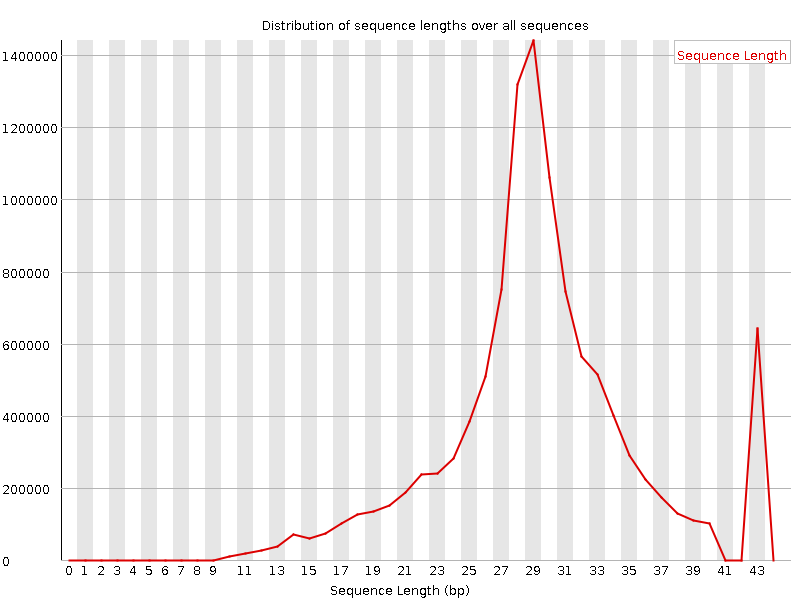 Distribution of sequence lengths over all sequences
Sequence Length
1400000
1200000
1000000
800000
600000
400000
200000
0
0 1 2 3 4 5 6 7 8 9 11 13 15 17 19 21 23 25 27 29 31 33 35 37 39 41 43
Sequence Length (bp)